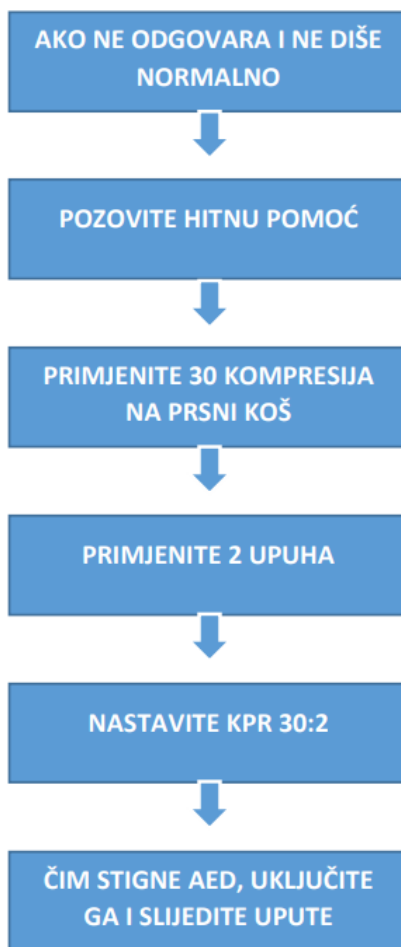 AKO NE ODGOVARA I NE DIŠE
NORMALNO
POZOVITE HITNU POMOĆ
PRIMJENITE 30 KOMPRESIJA
NA PRSNI KOŠ
PRIMJENITE 2 UPUHA
NASTAVITE KPR 30:2
ČIM STIGNE AED, UKLJUČITE
GA I SLIJEDITE UPUTE